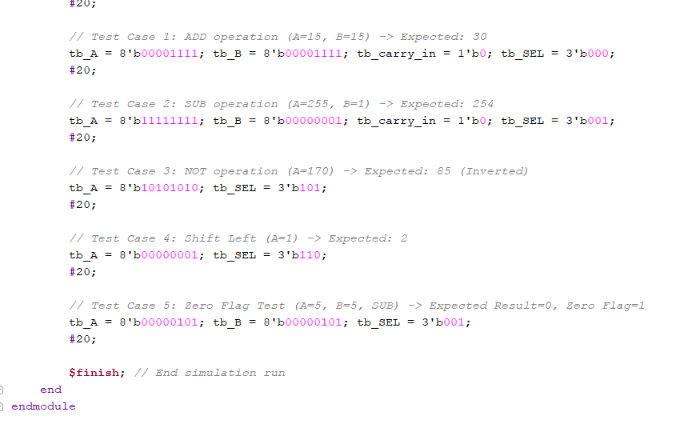 #20;
// Test Case 1: ADD operation (A=15, B=15) -> Expected: 30
tb_A = 8'b00001111; tb_B = 8'b00001111; tb_carry_in = 1'b0; tb_SEL = 3'b000;
#20;
// Test Case 2: SUB operation (A=255, B=1) -> Expected: 254
tb_A = 8'b11111111; tb_B = 8'b00000001; tb_carry_in = 1'b0; tb_SEL = 3'b001;
#20;
// Test Case 3: NOT operation (A=170) -> Expected: 85 (Inverted)
tb_A = 8'b10101010; tb_SEL = 3'b101;
#20;
// Test Case 4: Shift Left (A=1) -> Expected: 2
tb_A = 8'b00000001; tb_SEL = 3'b110;
#20;
// Test Case 5: Zero Flag Test (A=5, B=5, SUB) -> Expected Result=0, Zero Flag=1
tb_A = 8'b00000101; tb_B = 8'b00000101; tb_SEL = 3'b001;
#20;
$finish; // End simulation run
end
endmodule